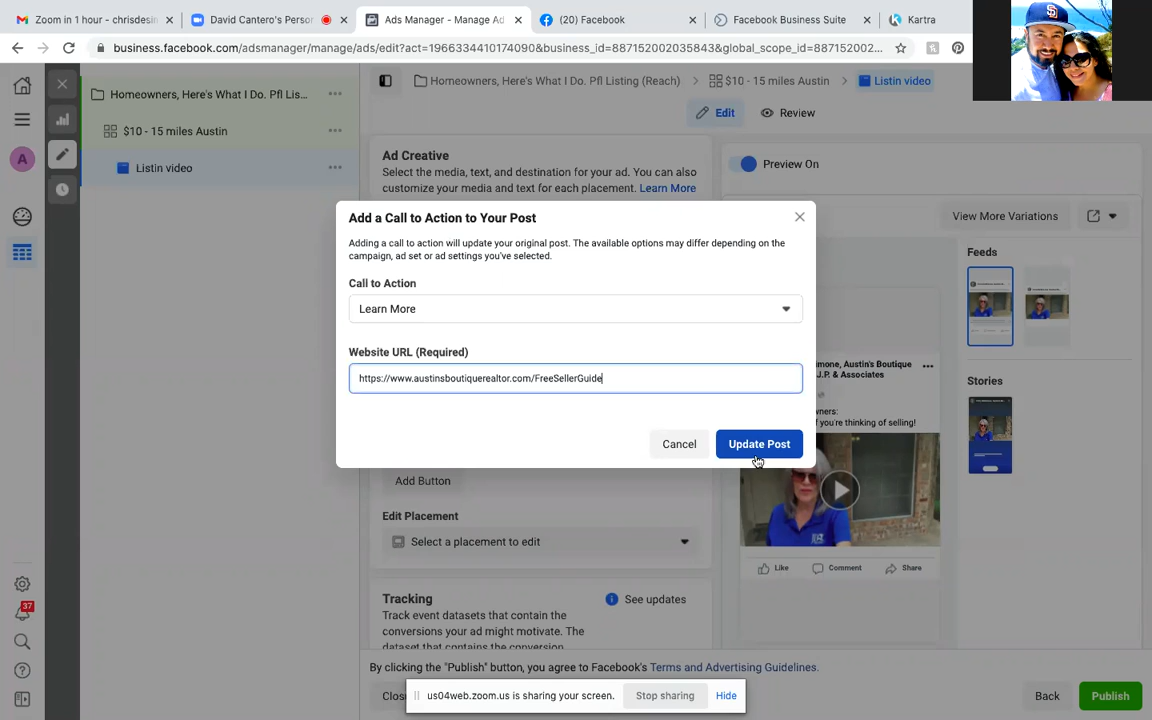 Zoom in 1 hour - chrisdesin
David Cantero's Person
Ads Manager - Manage Ad
(20) Facebook
Facebook Business Suite
Kartra
business.facebook.com/adsmanager/manage/ads/edit?act=1966334410174090&business_id=887152002035843&global_scope_id=887152002...
Homeowners, Here's What I Do. Pfl Lis...
$10 - 15 miles Austin
Listin video
A
37
Homeowners, Here's What I Do. Pfl Listing (Reach)
$10 - 15 miles Austin
Listin video
Edit
Review
Ad Creative
Select the media, text, and destination for your ad. You can also
customize your media and text for each placement. Learn More
Preview On
View More Variations
Feeds
Stories
Add a Call to Action to Your Post
Adding a call to action will update your original post. The available options may differ depending on the
campaign, ad set or ad settings you've selected.
Call to Action
Learn More
Website URL (Required)
https://www.austinsboutiquerealtor.com/FreeSellerGuide
Cancel
Update Post
imone, Austin's Boutique
J.P. & Associates
wners:
if you're thinking of selling!
Like
Comment
Share
Add Button
Edit Placement
Select a placement to edit
Tracking
See updates
Track event datasets that contain the
conversions your ad might motivate. The
dataset that contains the conversion
By clicking the "Publish" button, you agree to Facebook's Terms and Advertising Guidelines.
Clos
us04web.zoom.us is sharing your screen.
Stop sharing
Hide
Back
Publish